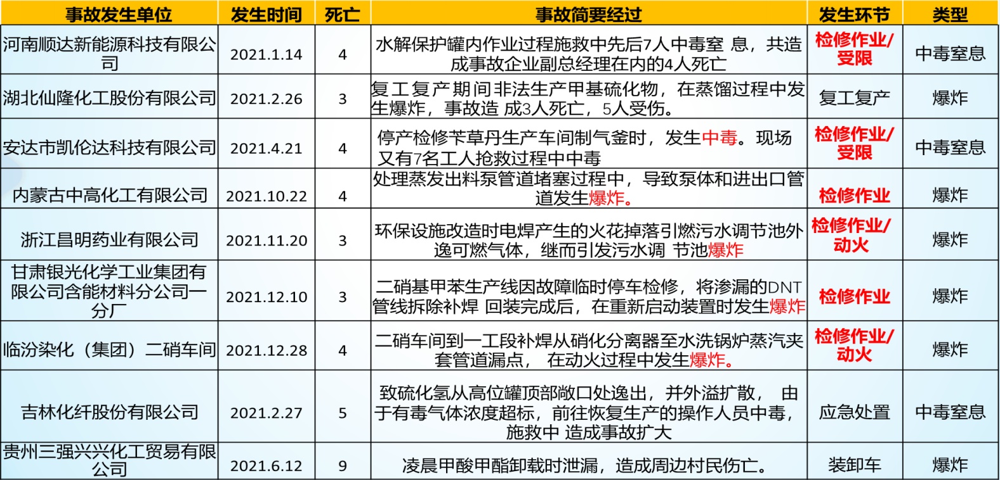 事故发生单位 发生时间 死亡 事故简要经过 发生环节 类型
河南顺达新能源科技有限公
司
2021.1.14
4
水解保护罐内作业过程施救中先后7人中毒窒 息，共造
成事故企业副总经理在内的4人死亡
检修作业/
受限
中毒窒息
湖北仙隆化工股份有限公司
2021.2.26
3
复工复产期间非法生产甲基硫化物，在蒸馏过程中发
生爆炸，事故造 成3人死亡，5人受伤。
复工复产
爆炸
安达市凯伦达科技有限公司
2021.4.21
4
停产检修苄草丹生产车间制气釜时，发生中毒。现场
又有7名工人抢救过程中中毒
检修作业/
受限
中毒窒息
内蒙古中高化工有限公司
2021.10.22
4
处理蒸发出料泵管道堵塞过程中，导致泵体和进出口管
道发生爆炸。
检修作业
爆炸
浙江昌明药业有限公司
2021.11.20
3
环保设施改造时电焊产生的火花掉落引燃污水调节池外
逸可燃气体，继而引发污水调 节池爆炸
检修作业/
动火
爆炸
甘肃银光化学工业集团有
限公司含能材料分公司一
分厂
2021.12.10
3
二硝基甲苯生产线因故障临时停车检修，将渗漏的DNT
管线拆除补焊 回装完成后，在重新启动装置时发生爆炸
检修作业
爆炸
临汾染化（集团）二硝车间
2021.12.28
4
二硝车间到一工段补焊从硝化分离器至水洗锅炉蒸汽夹
套管道漏点， 在动火过程中发生爆炸。
检修作业/
动火
爆炸
吉林化纤股份有限公司
2021.2.27
5
致硫化氢从高位罐顶部敞口处逸出，并外溢扩散， 由
于有毒气体浓度超标，前往恢复生产的操作人员中毒，
施救中 造成事故扩大
应急处置
中毒窒息
贵州三强兴兴化工贸易有限
公司
2021.6.12
9
凌晨甲酸甲酯卸载时泄漏，造成周边村民伤亡。
装卸车
爆炸